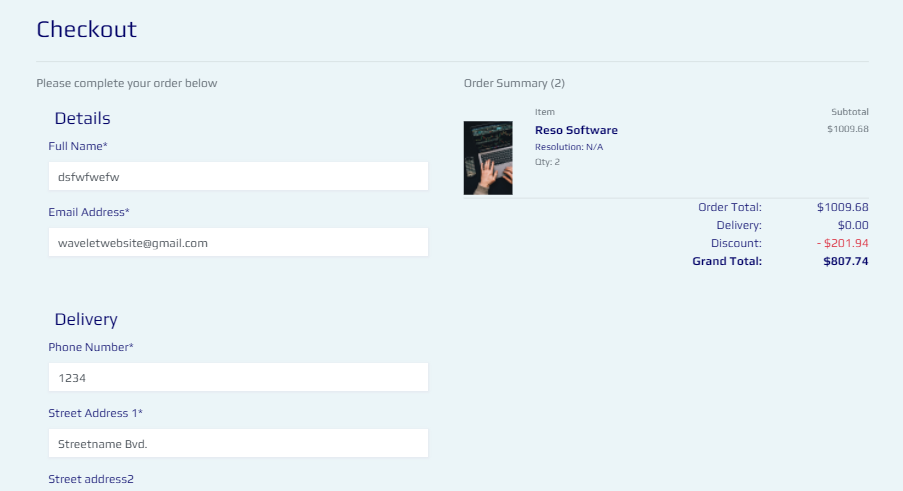 Checkout
Please complete your order below
Details
Full Name*
dsfwfwefw
Email Address*
waveletwebsite@gmail.com
Delivery
Phone Number*
1234
Street Address 1*
Streetname Bvd.
Street address2
Order Summary (2)
Item Subtotal
Reso Software $1009.68
Resolution: N/A
Qty: 2
Order Total: $1009.68
Delivery: $0.00
Discount: - $201.94
Grand Total: $807.74